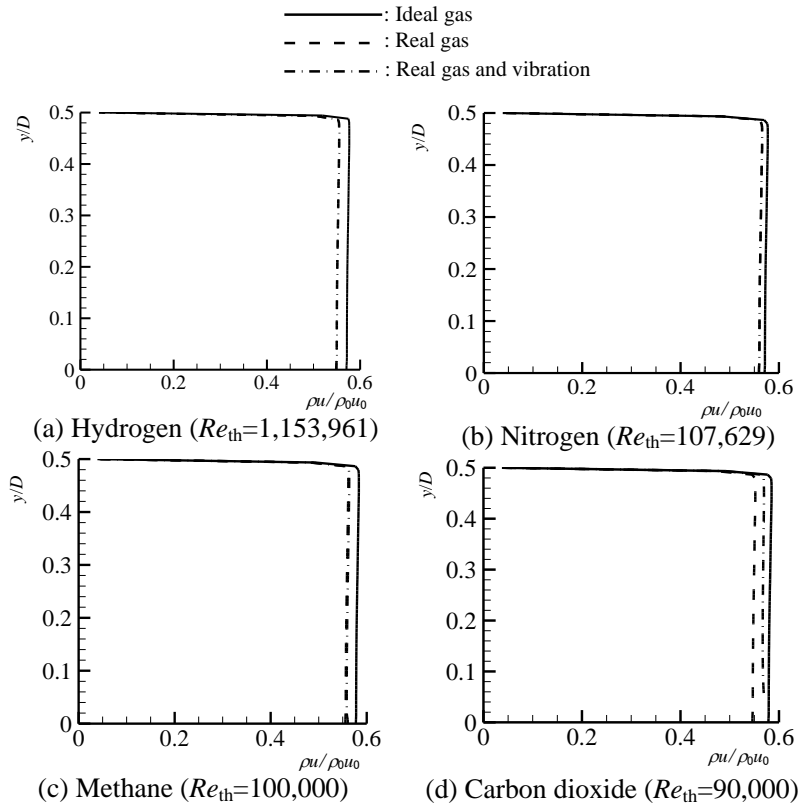 : Ideal gas
: Real gas
: Real gas and vibration
y/D
0.5
0.4
0.3
0.2
0.1
0
0 0.2 0.4 0.6
ρu/ρ₀u₀
(a) Hydrogen (Reth=1,153,961)
y/D
0.5
0.4
0.3
0.2
0.1
0
0 0.2 0.4 0.6
ρu/ρ₀u₀
(b) Nitrogen (Reth=107,629)
y/D
0.5
0.4
0.3
0.2
0.1
0
0 0.2 0.4 0.6
ρu/ρ₀u₀
(c) Methane (Reth=100,000)
y/D
0.5
0.4
0.3
0.2
0.1
0
0 0.2 0.4 0.6
ρu/ρ₀u₀
(d) Carbon dioxide (Reth=90,000)